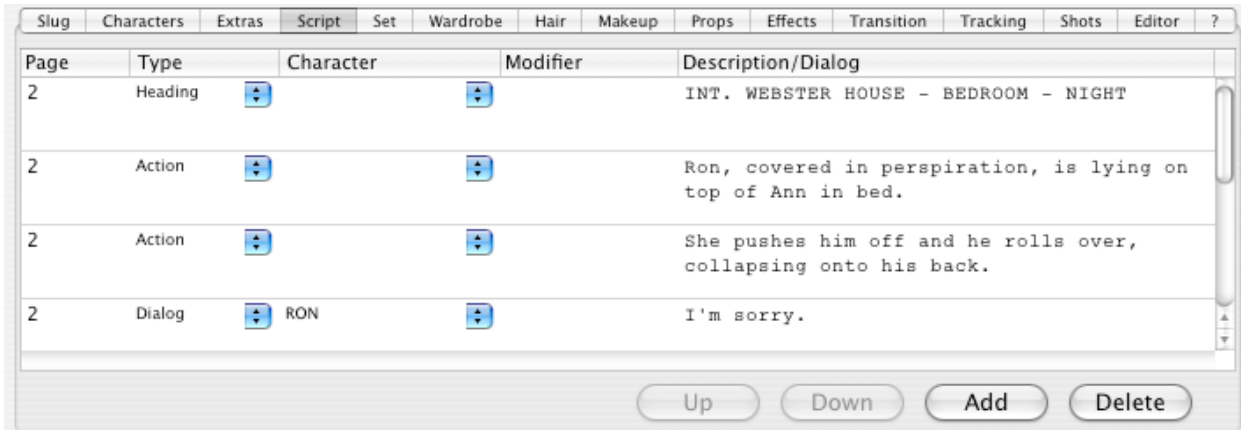 Slug Characters Extras Script Set Wardrobe Hair Makeup Props Effects Transition Tracking Shots Editor ?
Page Type Character Modifier Description/Dialog
2 Heading INT. WEBSTER HOUSE - BEDROOM - NIGHT
2 Action Ron, covered in perspiration, is lying on
top of Ann in bed.
2 Action She pushes him off and he rolls over,
collapsing onto his back.
2 Dialog RON I'm sorry.
Up Down Add Delete